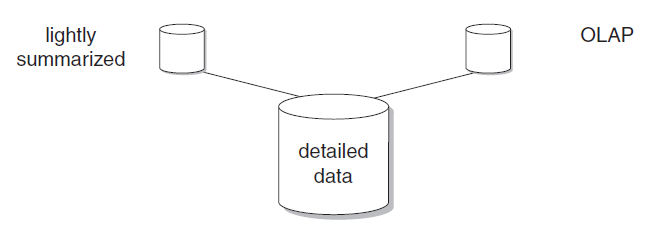 lightly
summarized
OLAP
detailed
data